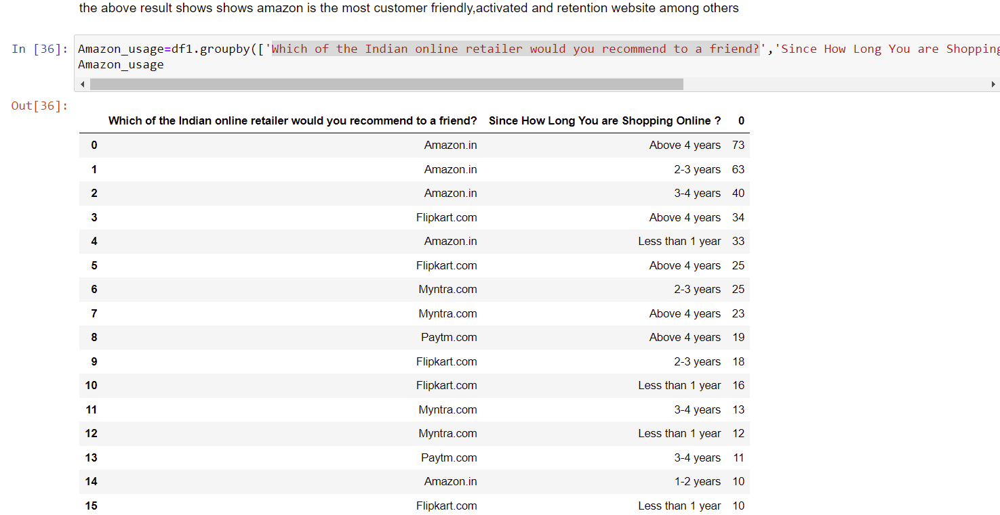 the above result shows shows amazon is the most customer friendly,activated and retention website among others
In [36]: Amazon_usage=df1.groupby(['Which of the Indian online retailer would you recommend to a friend?','Since How Long You are Shopping
Amazon_usage
Out[36]:
Which of the Indian online retailer would you recommend to a friend? Since How Long You are Shopping Online ? 0
0 Amazon.in Above 4 years 73
1 Amazon.in 2-3 years 63
2 Amazon.in 3-4 years 40
3 Flipkart.com Above 4 years 34
4 Amazon.in Less than 1 year 33
5 Flipkart.com Above 4 years 25
6 Myntra.com 2-3 years 25
7 Myntra.com Above 4 years 23
8 Paytm.com Above 4 years 19
9 Flipkart.com 2-3 years 18
10 Flipkart.com Less than 1 year 16
11 Myntra.com 3-4 years 13
12 Myntra.com Less than 1 year 12
13 Paytm.com 3-4 years 11
14 Amazon.in 1-2 years 10
15 Flipkart.com Less than 1 year 10